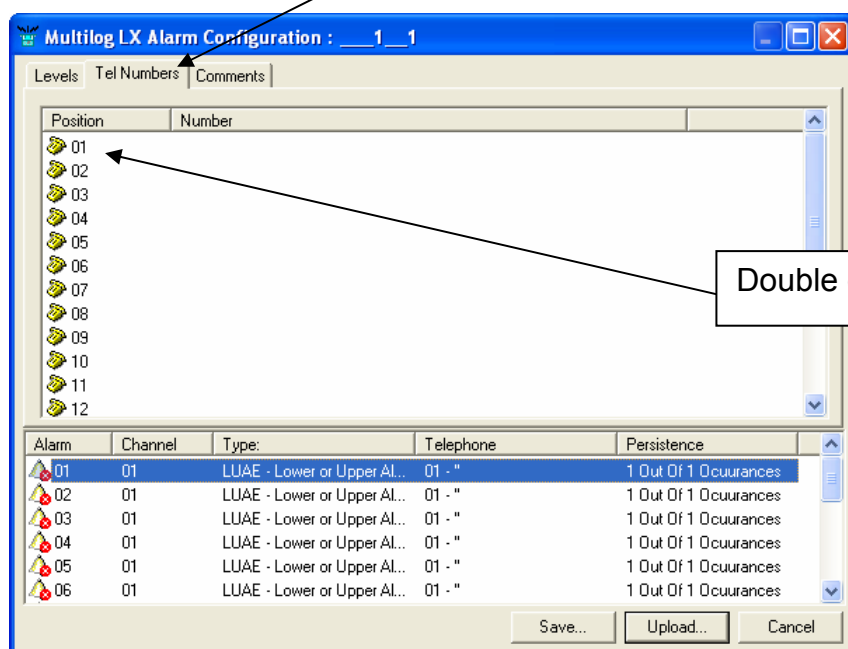 Multilog LX Alarm Configuration : ___1__1
Levels Tel Numbers Comments
Position Number
01
02
03
04
05
06
07
08
09
10
11
12
Double
Alarm Channel Type: Telephone Persistence
01 01 LUAE - Lower or Upper Al... 01 - " 1 Out Of 1 Ocuurances
02 01 LUAE - Lower or Upper Al... 01 - " 1 Out Of 1 Ocuurances
03 01 LUAE - Lower or Upper Al... 01 - " 1 Out Of 1 Ocuurances
04 01 LUAE - Lower or Upper Al... 01 - " 1 Out Of 1 Ocuurances
05 01 LUAE - Lower or Upper Al... 01 - " 1 Out Of 1 Ocuurances
06 01 LUAE - Lower or Upper Al... 01 - " 1 Out Of 1 Ocuurances
Save... Upload... Cancel